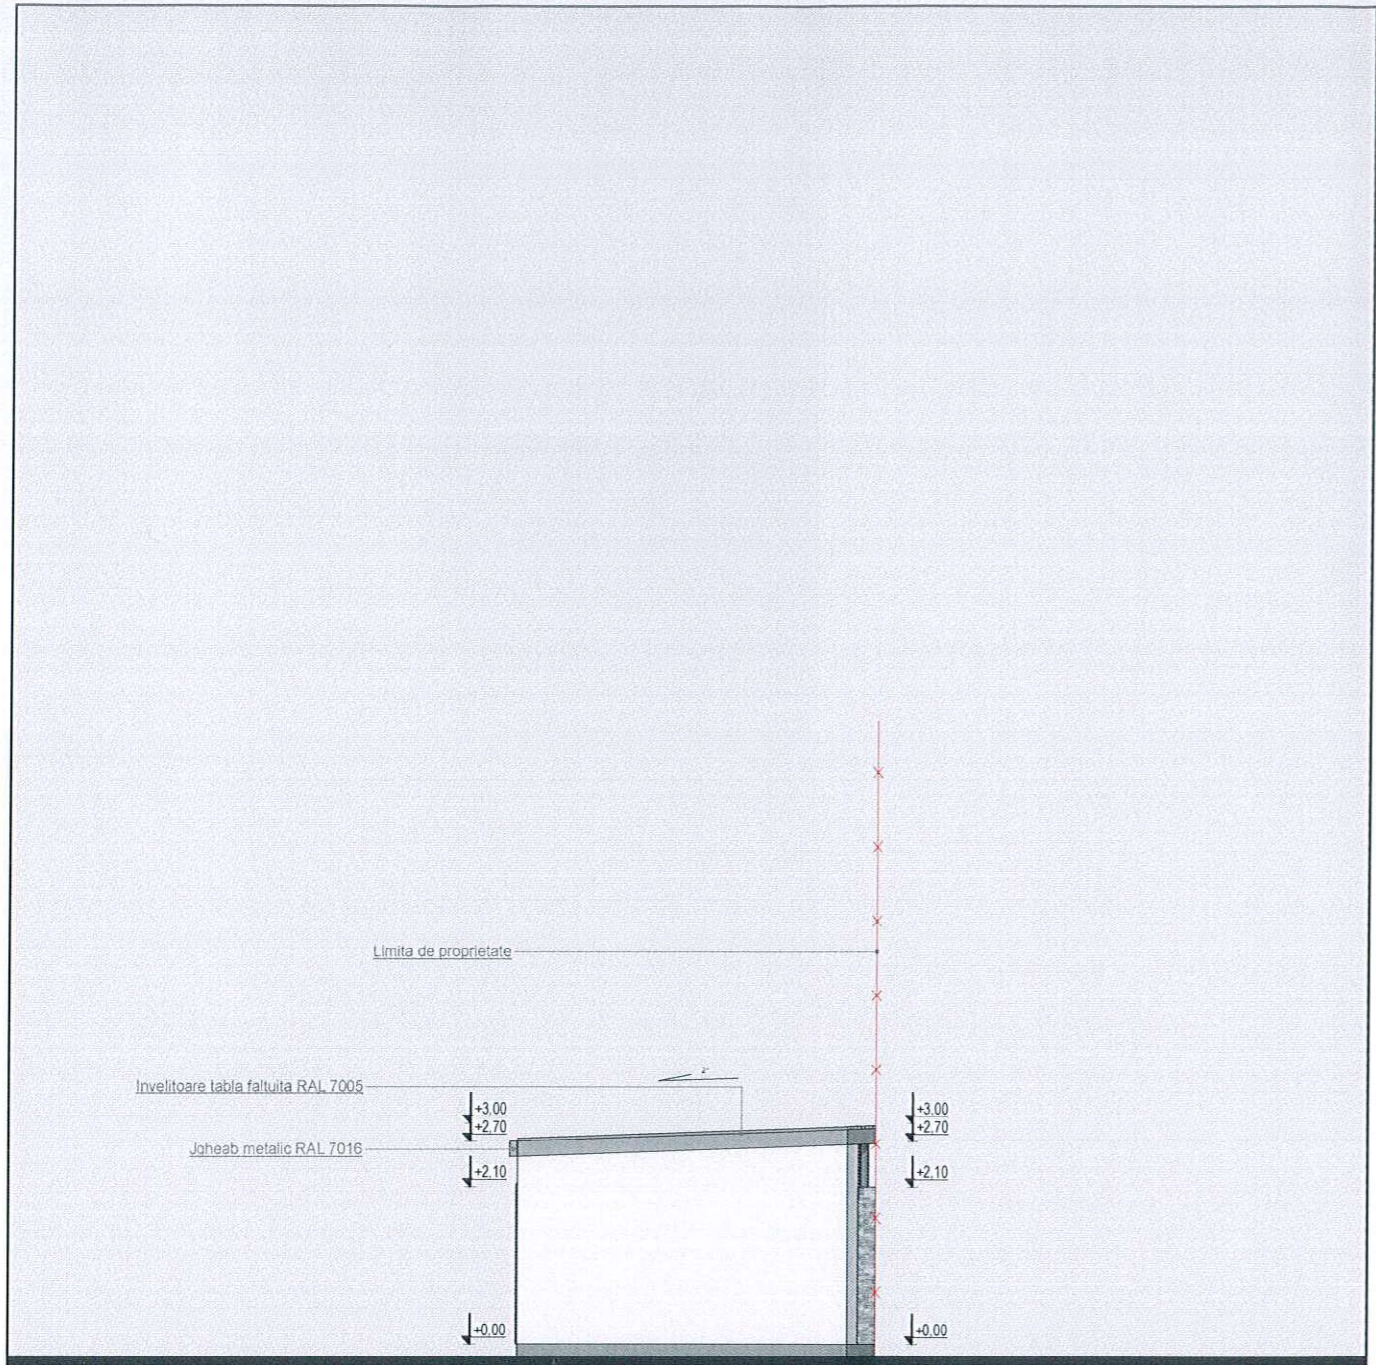 Limita de proprietate
Invelitoare tabla faltuita RAL 7005
+3,00
+3.00
+2,70
+2,70
Jgheab metalic RAL 7016
+2,10
+2,10
+0,00
+0,00